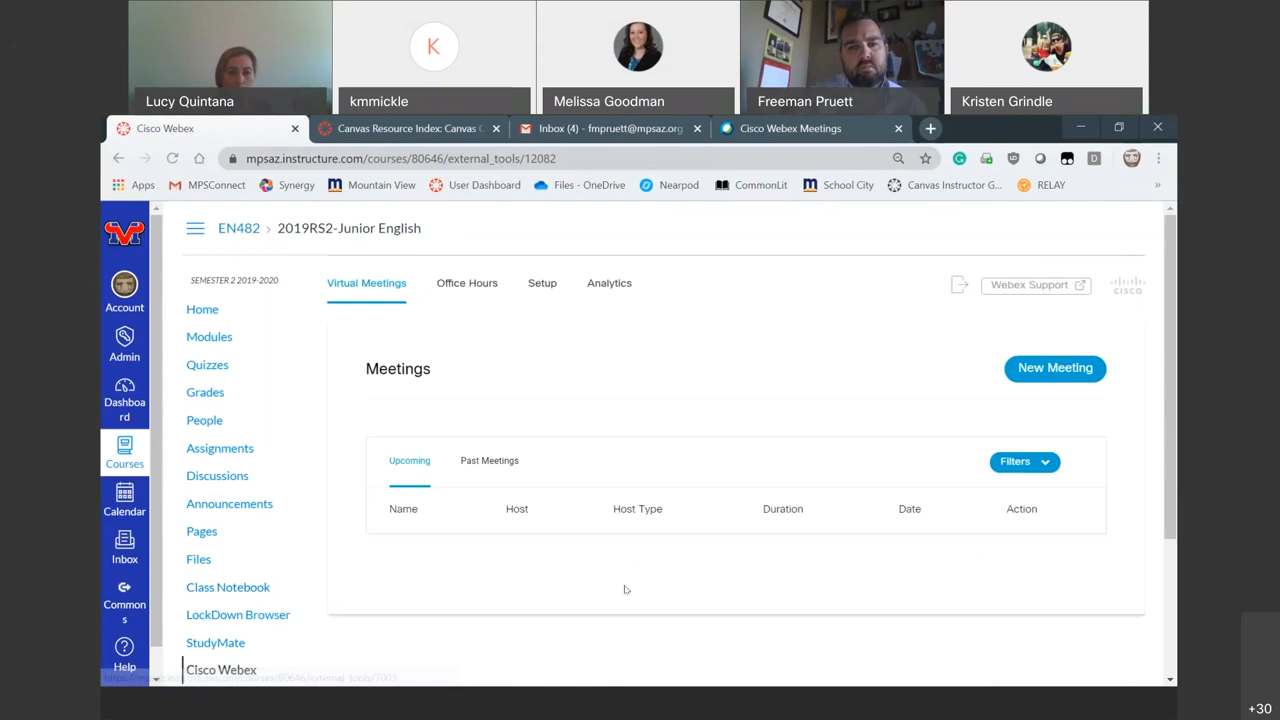 K
Lucy Quintana
kmmickle
Melissa Goodman
Freeman Pruett
Kristen Grindle
Cisco Webex
Canvas Resource Index: Canvas C
Inbox (4) - fmpruett@mpsaz.org
Cisco Webex Meetings
mpsaz.instructure.com/courses/80646/external_tools/12082
Apps
MPSConnect
Synergy
Mountain View
User Dashboard
Files - OneDrive
Nearpod
CommonLit
School City
Canvas Instructor G...
RELAY
EN482 › 2019RS2-Junior English
SEMESTER 2 2019-2020
Virtual Meetings
Office Hours
Setup
Analytics
Webex Support
cisco
Account
Admin
Dashboa
rd
Courses
Calendar
Inbox
Common
s
Help
Home
Modules
Quizzes
Grades
People
Assignments
Discussions
Announcements
Pages
Files
Class Notebook
LockDown Browser
StudyMate
Cisco Webex
Meetings
New Meeting
Upcoming
Past Meetings
Filters
Name
Host
Host Type
Duration
Date
Action
+30